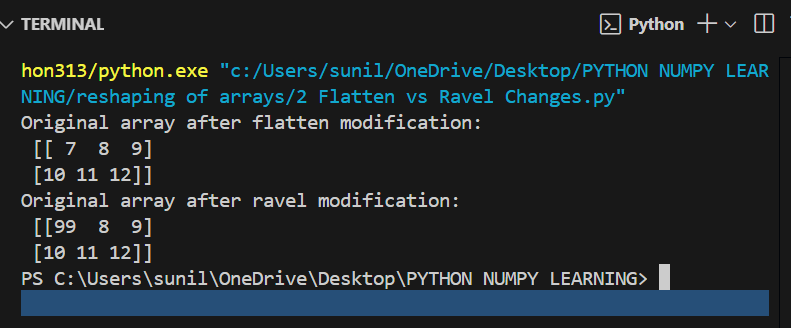 TERMINAL
Python
hon313/python.exe "c:/Users/sunil/OneDrive/Desktop/PYTHON NUMPY LEAR
NING/reshaping of arrays/2 Flatten vs Ravel Changes.py"
Original array after flatten modification:
 [[ 7  8  9]
 [10 11 12]]
Original array after ravel modification:
 [[99  8  9]
 [10 11 12]]
PS C:\Users\sunil\OneDrive\Desktop\PYTHON NUMPY LEARNING>